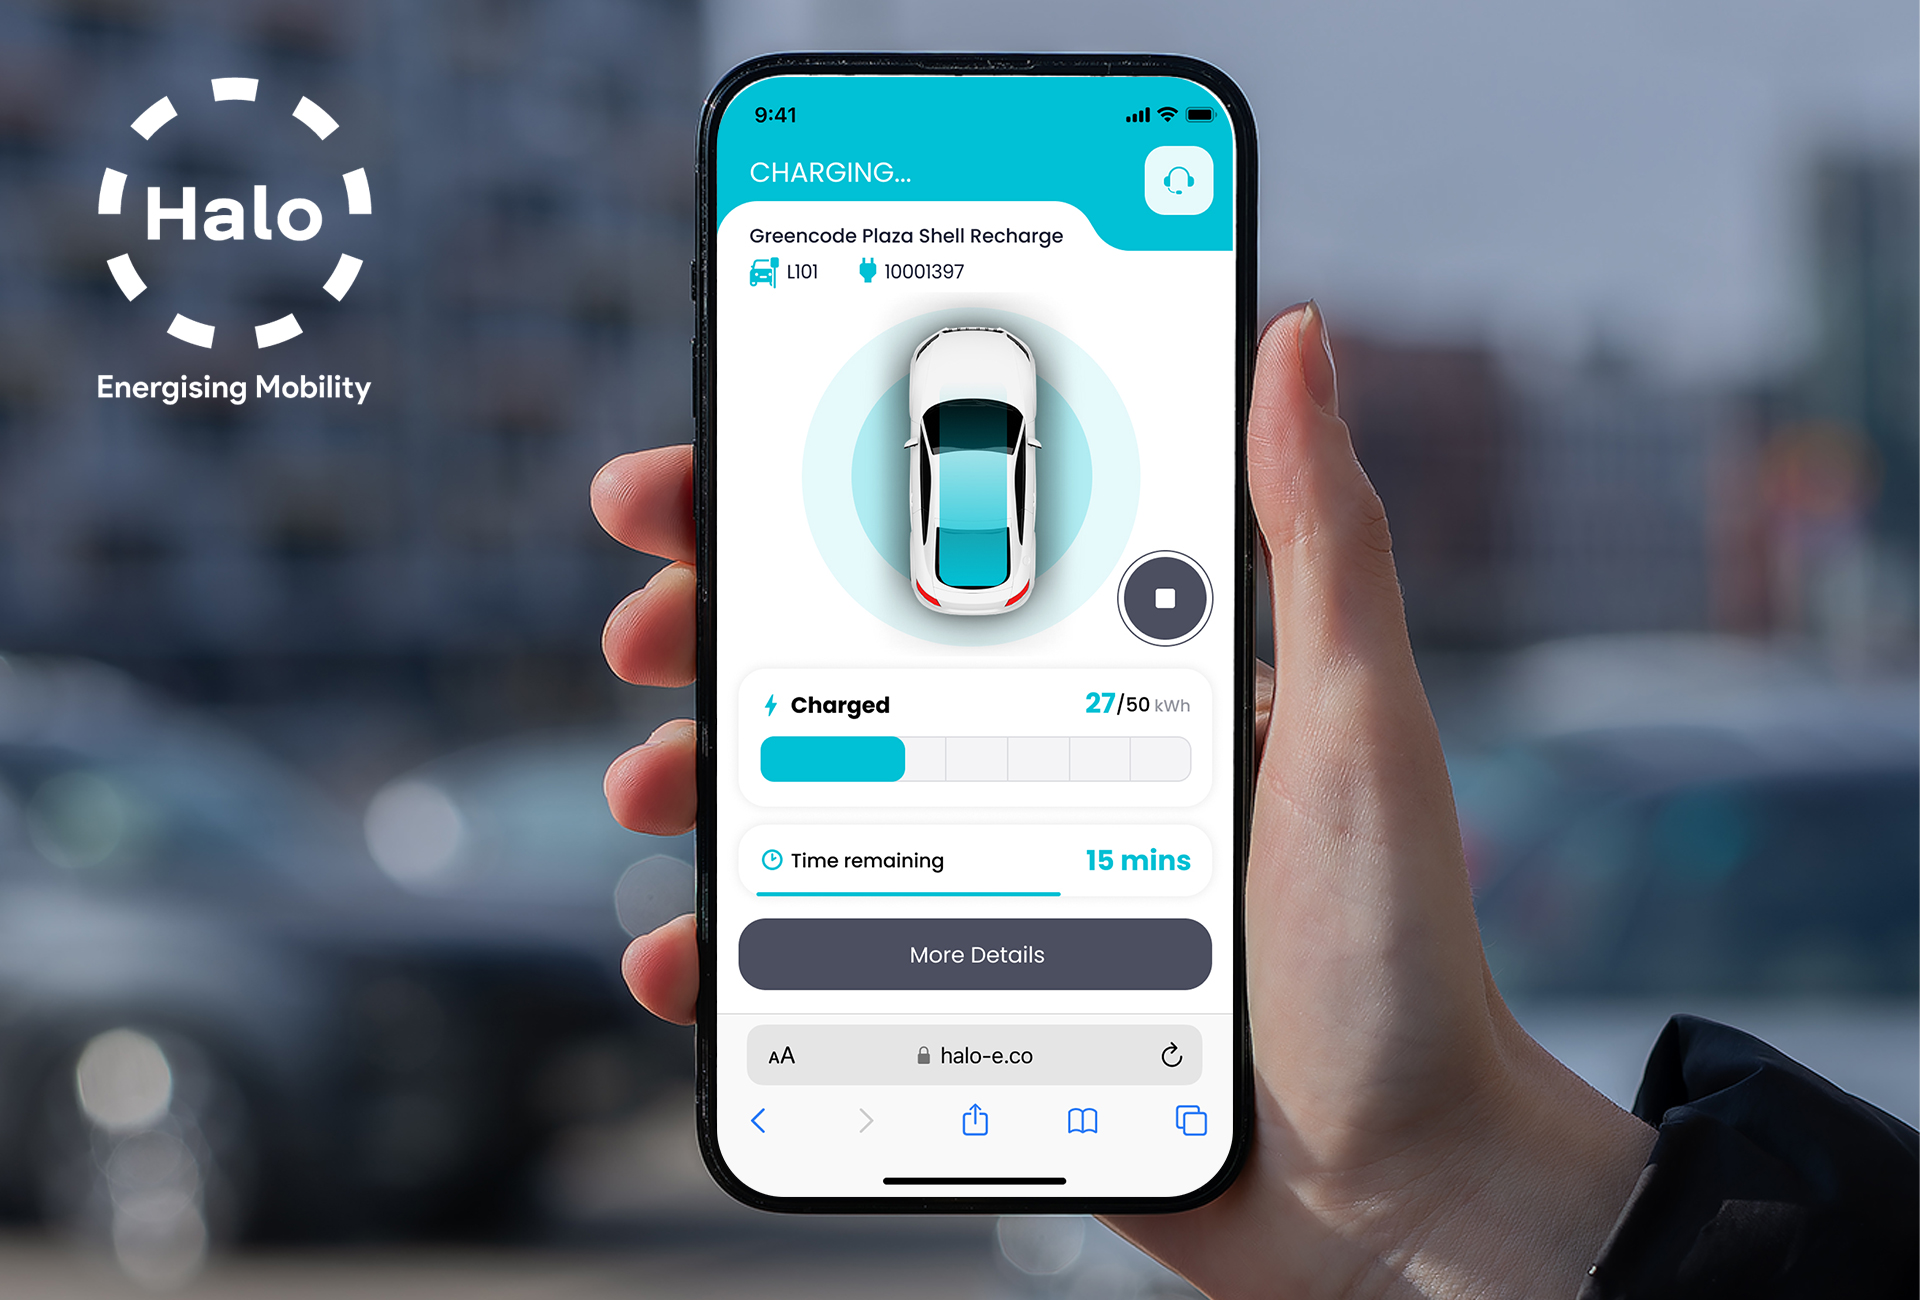 Halo
Energising Mobility
9:41
CHARGING...
Greencode Plaza Shell Recharge
L101 10001397
Charged 27/50 kWh
Time remaining 15 mins
More Details
AA halo-e.co